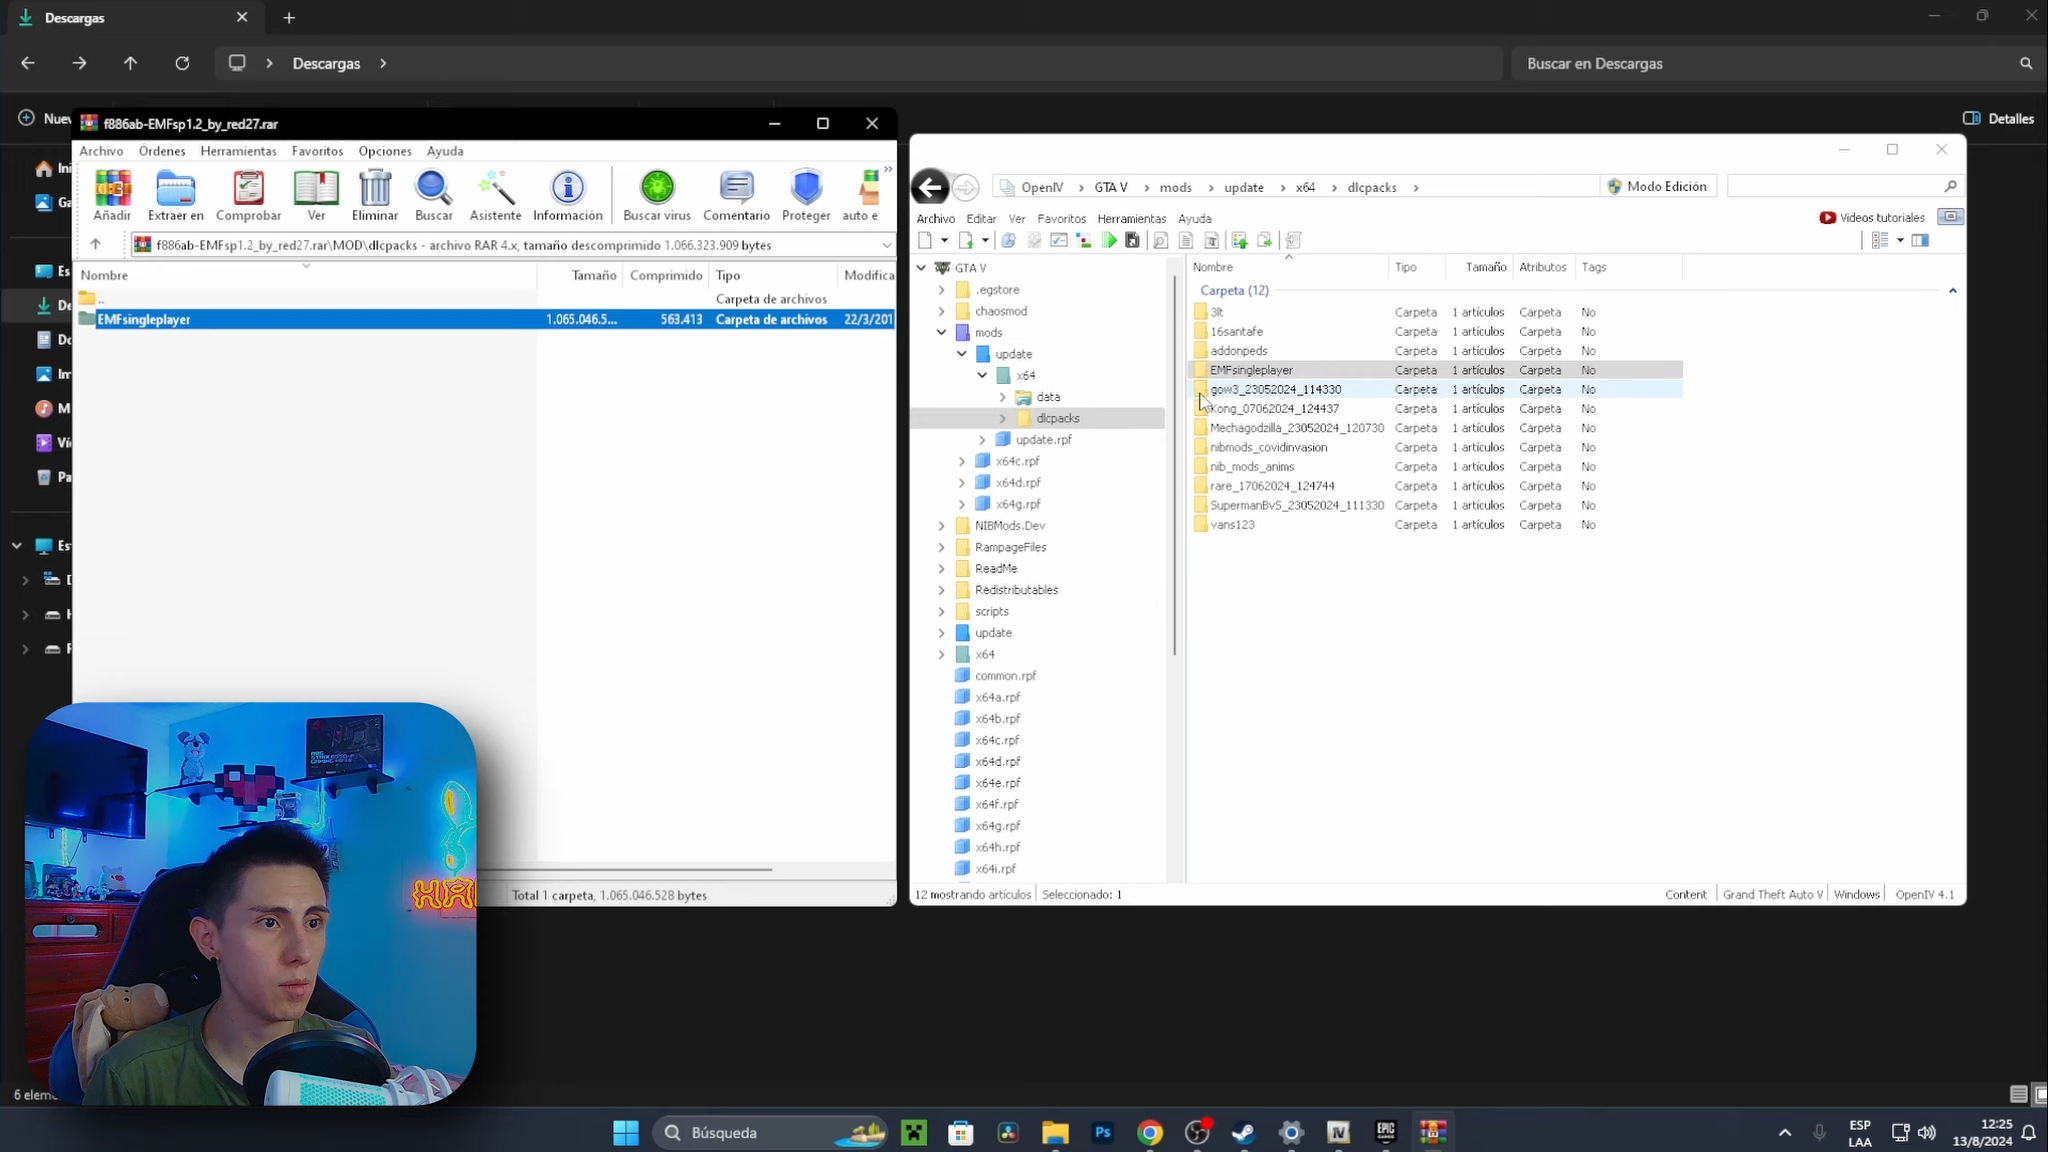 Descargas
Descargas
Buscar en Descargas
Detalles
f886ab-EMFsp1.2_by_red27.rar
Archivo Órdenes Herramientas Favoritos Opciones Ayuda
Añadir Extraer en Comprobar Ver Eliminar Buscar Asistente Información Buscar virus Comentario Proteger auto e
f886ab-EMFsp1.2_by_red27.rar\MOD\dlcpacks - archivo RAR 4.x, tamaño descomprimido 1.066.323.909 bytes
Nombre Tamaño Comprimido Tipo Modifica
.. Carpeta de archivos
EMFsingleplayer 1.065.046.5... 563.413 Carpeta de archivos 22/3/201
Total 1 carpeta, 1.065.046.528 bytes
OpenIV GTA V mods update x64 dlcpacks
Modo Edición
Archivo Editar Ver Favoritos Herramientas Ayuda
Videos tutoriales
GTA V
.egstore
chaosmod
mods
update
x64
data
dlcpacks
update.rpf
x64c.rpf
x64d.rpf
x64g.rpf
NIBMods.Dev
RampageFiles
ReadMe
Redistributables
scripts
update
x64
common.rpf
x64a.rpf
x64b.rpf
x64c.rpf
x64d.rpf
x64e.rpf
x64f.rpf
x64g.rpf
x64h.rpf
x64i.rpf
Nombre Tipo Tamaño Atributos Tags
Carpeta (12)
3lt Carpeta 1 artículos Carpeta No
16santafe Carpeta 1 artículos Carpeta No
addonpeds Carpeta 1 artículos Carpeta No
EMFsingleplayer Carpeta 1 artículos Carpeta No
gow3_23052024_114330 Carpeta 1 artículos Carpeta No
Kong_07062024_124437 Carpeta 1 artículos Carpeta No
Mechagodzilla_23052024_120730 Carpeta 1 artículos Carpeta No
nibmods_covidinvasion Carpeta 1 artículos Carpeta No
nib_mods_anims Carpeta 1 artículos Carpeta No
rare_17062024_124744 Carpeta 1 artículos Carpeta No
SupermanBvS_23052024_111330 Carpeta 1 artículos Carpeta No
vans123 Carpeta 1 artículos Carpeta No
12 mostrando artículos Seleccionado: 1
Content Grand Theft Auto V Windows OpenIV 4.1
Búsqueda
Ps
ESP
LAA
12:25
13/8/2024